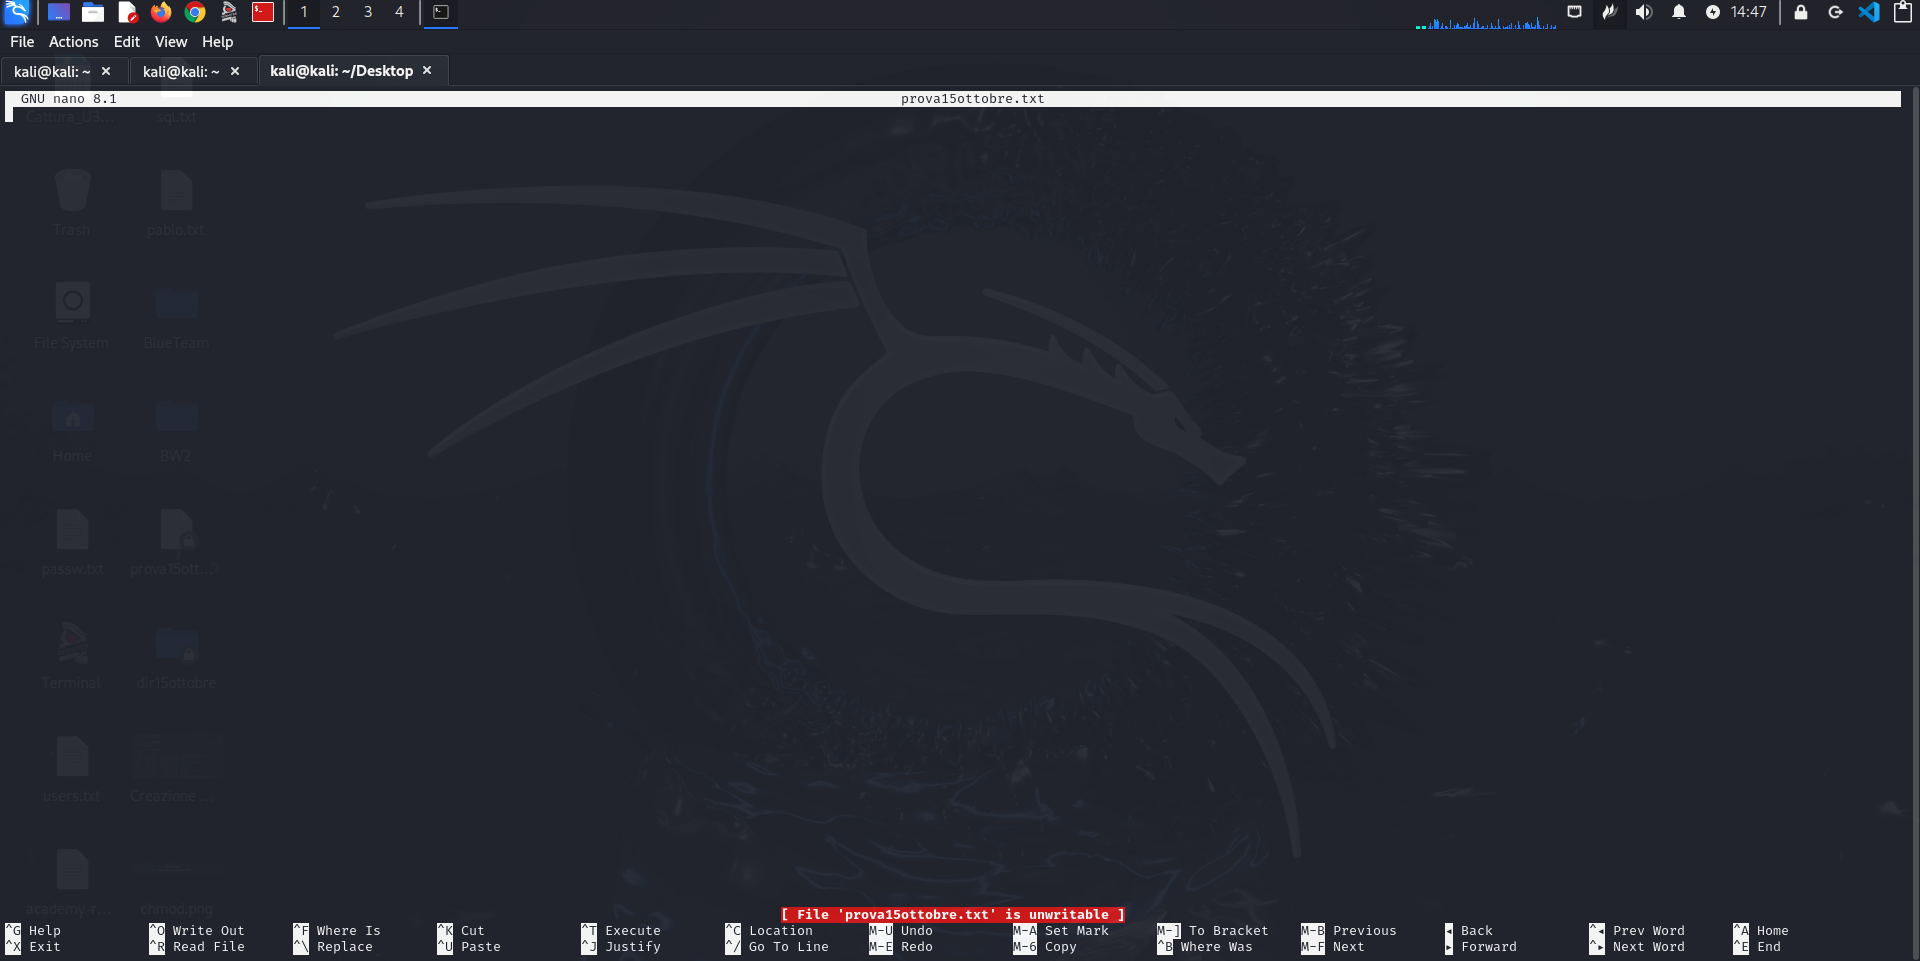 1 2 3 4 14:47
File Actions Edit View Help
kali@kali: ~ × kali@kali: ~ × kali@kali: ~/Desktop ×
GNU nano 8.1 prova15ottobre.txt
Cattura_U3... sql.txt
Trash pablo.txt
File System BlueTeam
Home BW2
passw.txt prova15ott...
Terminal dir15ottobre
users.txt Creazione ...
academy-r... chmod.png
[ File 'prova15ottobre.txt' is unwritable ]
^G Help ^O Write Out ^F Where Is ^K Cut ^T Execute ^C Location M-U Undo M-A Set Mark M-] To Bracket M-B Previous ◂ Back ^◂ Prev Word ^A Home
^X Exit ^R Read File ^\ Replace ^U Paste ^J Justify ^/ Go To Line M-E Redo M-6 Copy ^B Where Was M-F Next ▸ Forward ^▸ Next Word ^E End